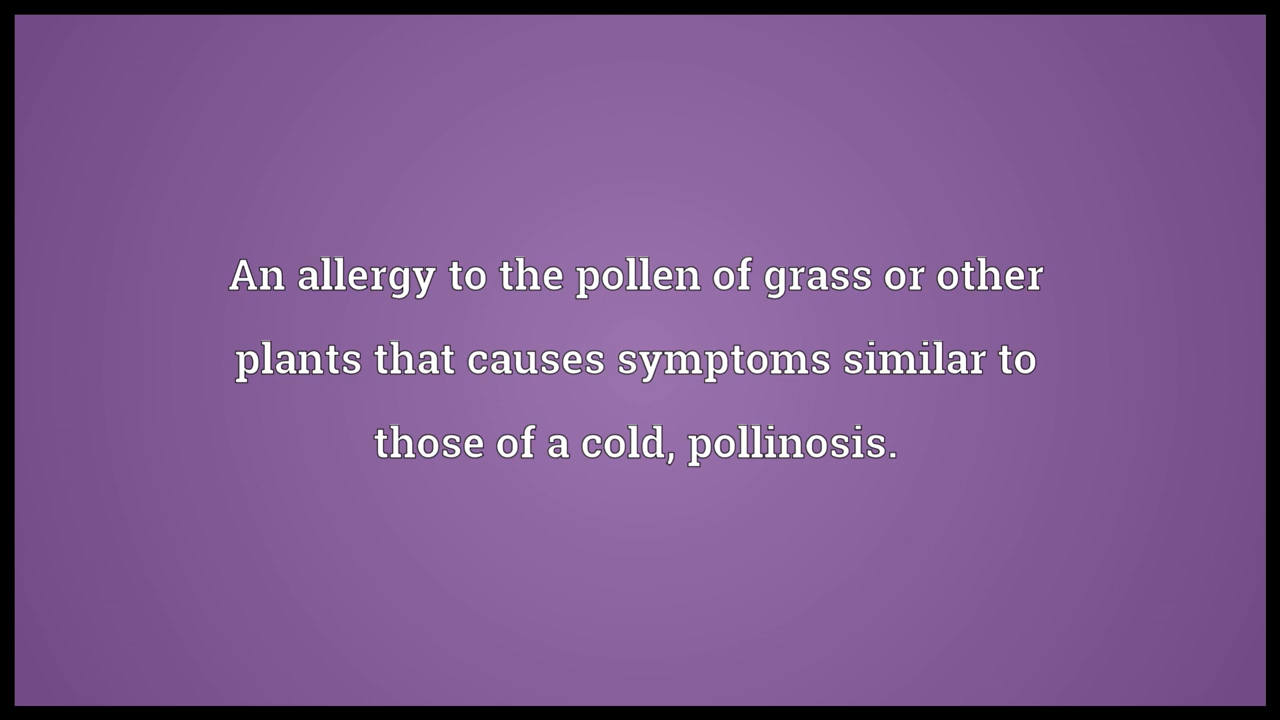 An allergy to the pollen of grass or other
plants that causes symptoms similar to
those of a cold, pollinosis.